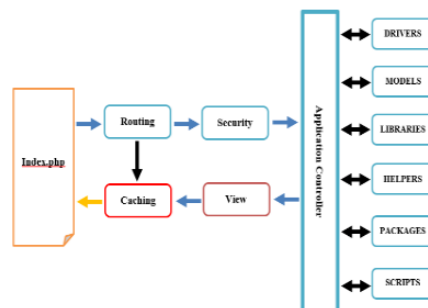 DRIVERS
MODELS
Routing
Security
LIBRARIES
Index.php
Application Controller
HELPERS
Caching
View
PACKAGES
SCRIPTS